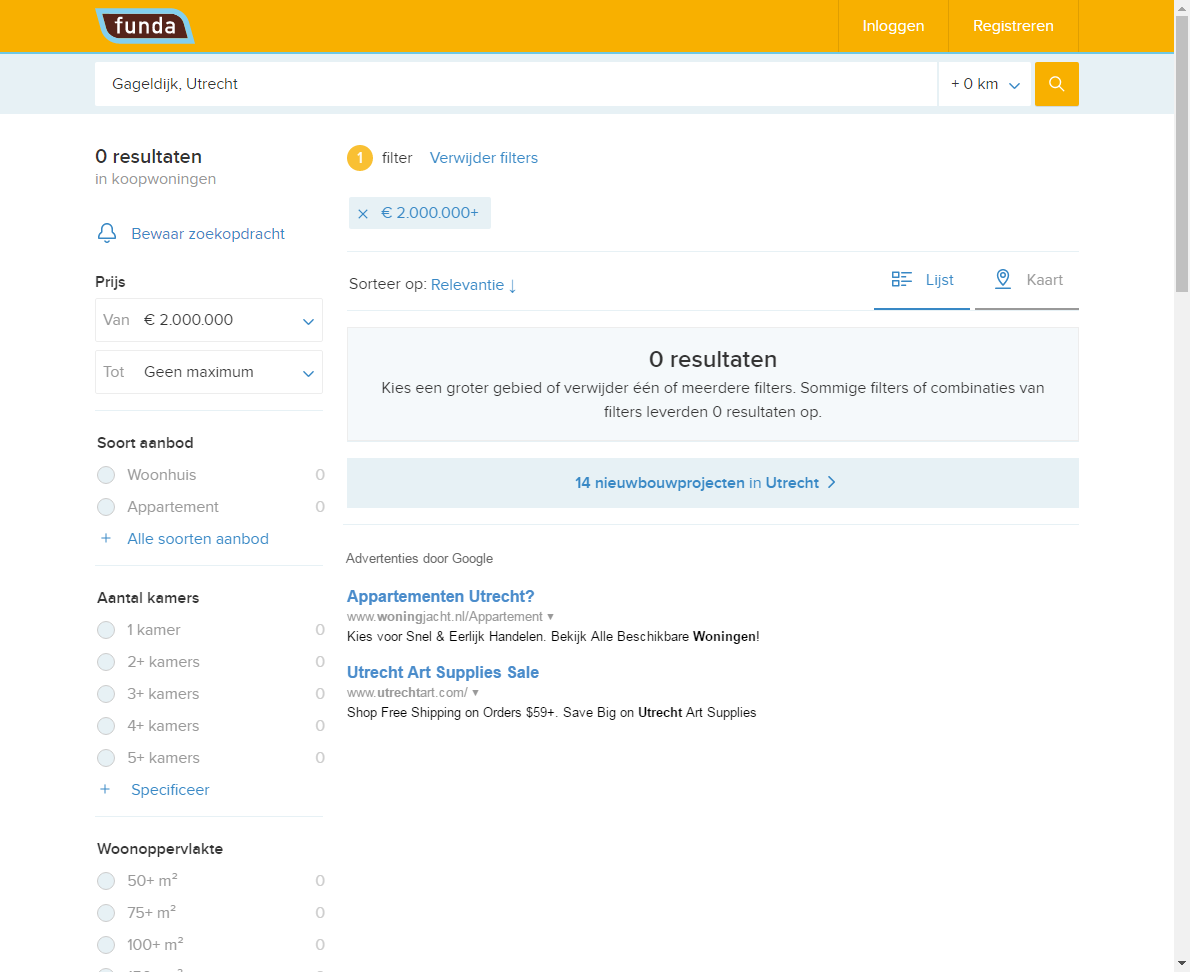 funda
Inloggen
Registreren
Gageldijk, Utrecht
+ 0 km
0 resultaten
in koopwoningen
Bewaar zoekopdracht
Prijs
Van € 2.000.000
Tot Geen maximum
Soort aanbod
Woonhuis 0
Appartement 0
+ Alle soorten aanbod
Aantal kamers
1 kamer 0
2+ kamers 0
3+ kamers 0
4+ kamers 0
5+ kamers 0
+ Specificeer
Woonoppervlakte
50+ m² 0
75+ m² 0
100+ m² 0
1 filter Verwijder filters
× € 2.000.000+
Sorteer op: Relevantie ↓
Lijst
Kaart
0 resultaten
Kies een groter gebied of verwijder één of meerdere filters. Sommige filters of combinaties van
filters leverden 0 resultaten op.
14 nieuwbouwprojecten in Utrecht >
Advertenties door Google
Appartementen Utrecht?
www.woningjacht.nl/Appartement ▼
Kies voor Snel & Eerlijk Handelen. Bekijk Alle Beschikbare Woningen!
Utrecht Art Supplies Sale
www.utrechtart.com/ ▼
Shop Free Shipping on Orders $59+. Save Big on Utrecht Art Supplies